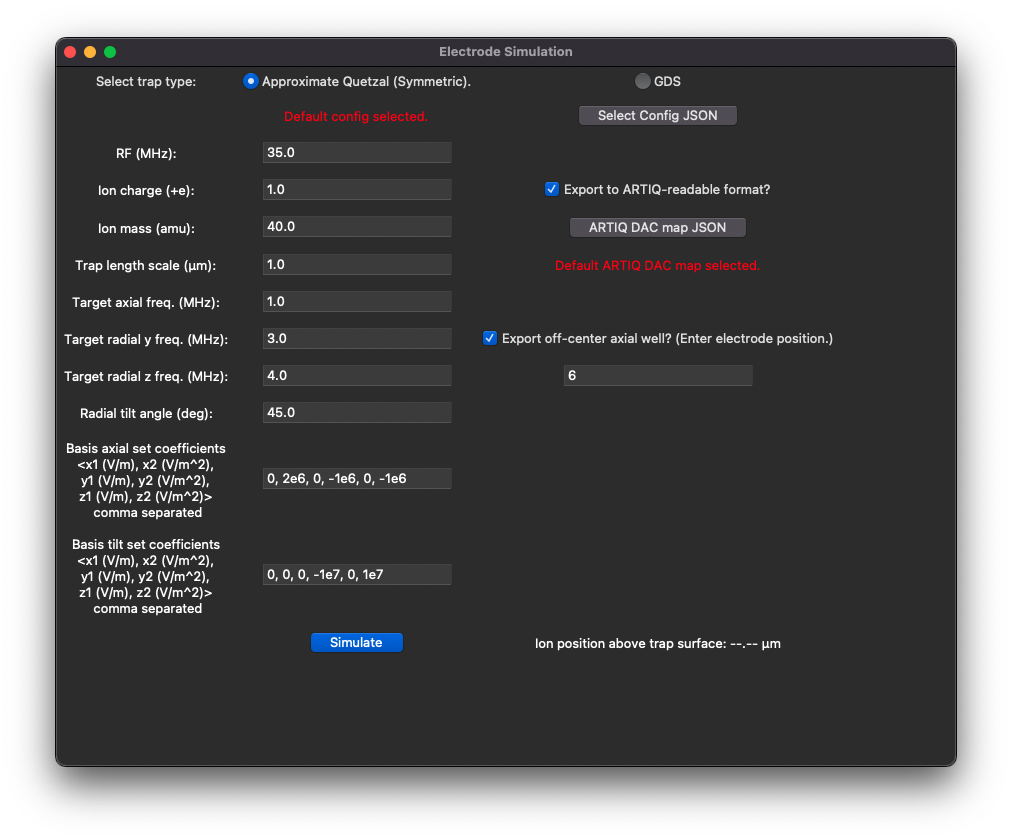 Electrode Simulation
Select trap type:
Approximate Quetzal (Symmetric).
GDS
Default config selected.
Select Config JSON
RF (MHz):
35.0
Ion charge (+e):
1.0
Export to ARTIQ-readable format?
Ion mass (amu):
40.0
ARTIQ DAC map JSON
Trap length scale (µm):
1.0
Default ARTIQ DAC map selected.
Target axial freq. (MHz):
1.0
Target radial y freq. (MHz):
3.0
Export off-center axial well? (Enter electrode position.)
Target radial z freq. (MHz):
4.0
6
Radial tilt angle (deg):
45.0
Basis axial set coefficients
<x1 (V/m), x2 (V/m^2),
y1 (V/m), y2 (V/m^2),
z1 (V/m), z2 (V/m^2)>
comma separated
0, 2e6, 0, -1e6, 0, -1e6
Basis tilt set coefficients
<x1 (V/m), x2 (V/m^2),
y1 (V/m), y2 (V/m^2),
z1 (V/m), z2 (V/m^2)>
comma separated
0, 0, 0, -1e7, 0, 1e7
Simulate
Ion position above trap surface: --.-- µm